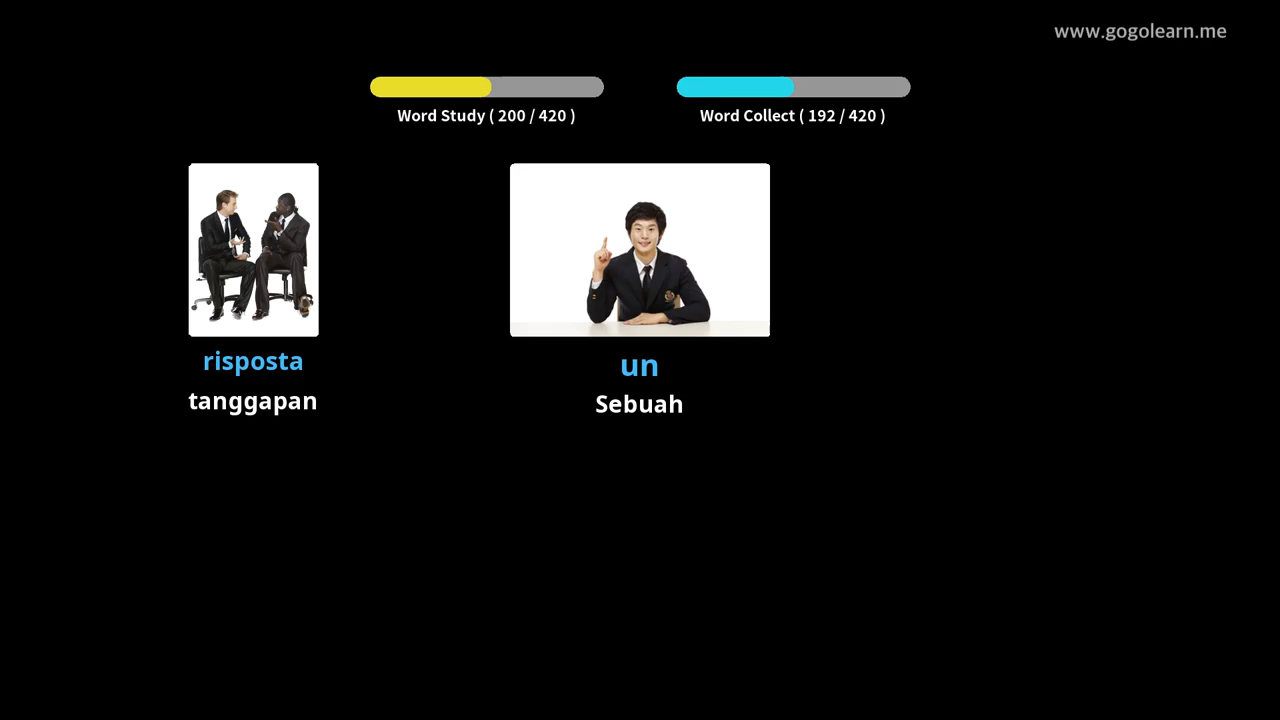 www.gogolearn.me
Word Study ( 200 / 420 )
Word Collect ( 192 / 420 )
risposta
tanggapan
un
Sebuah